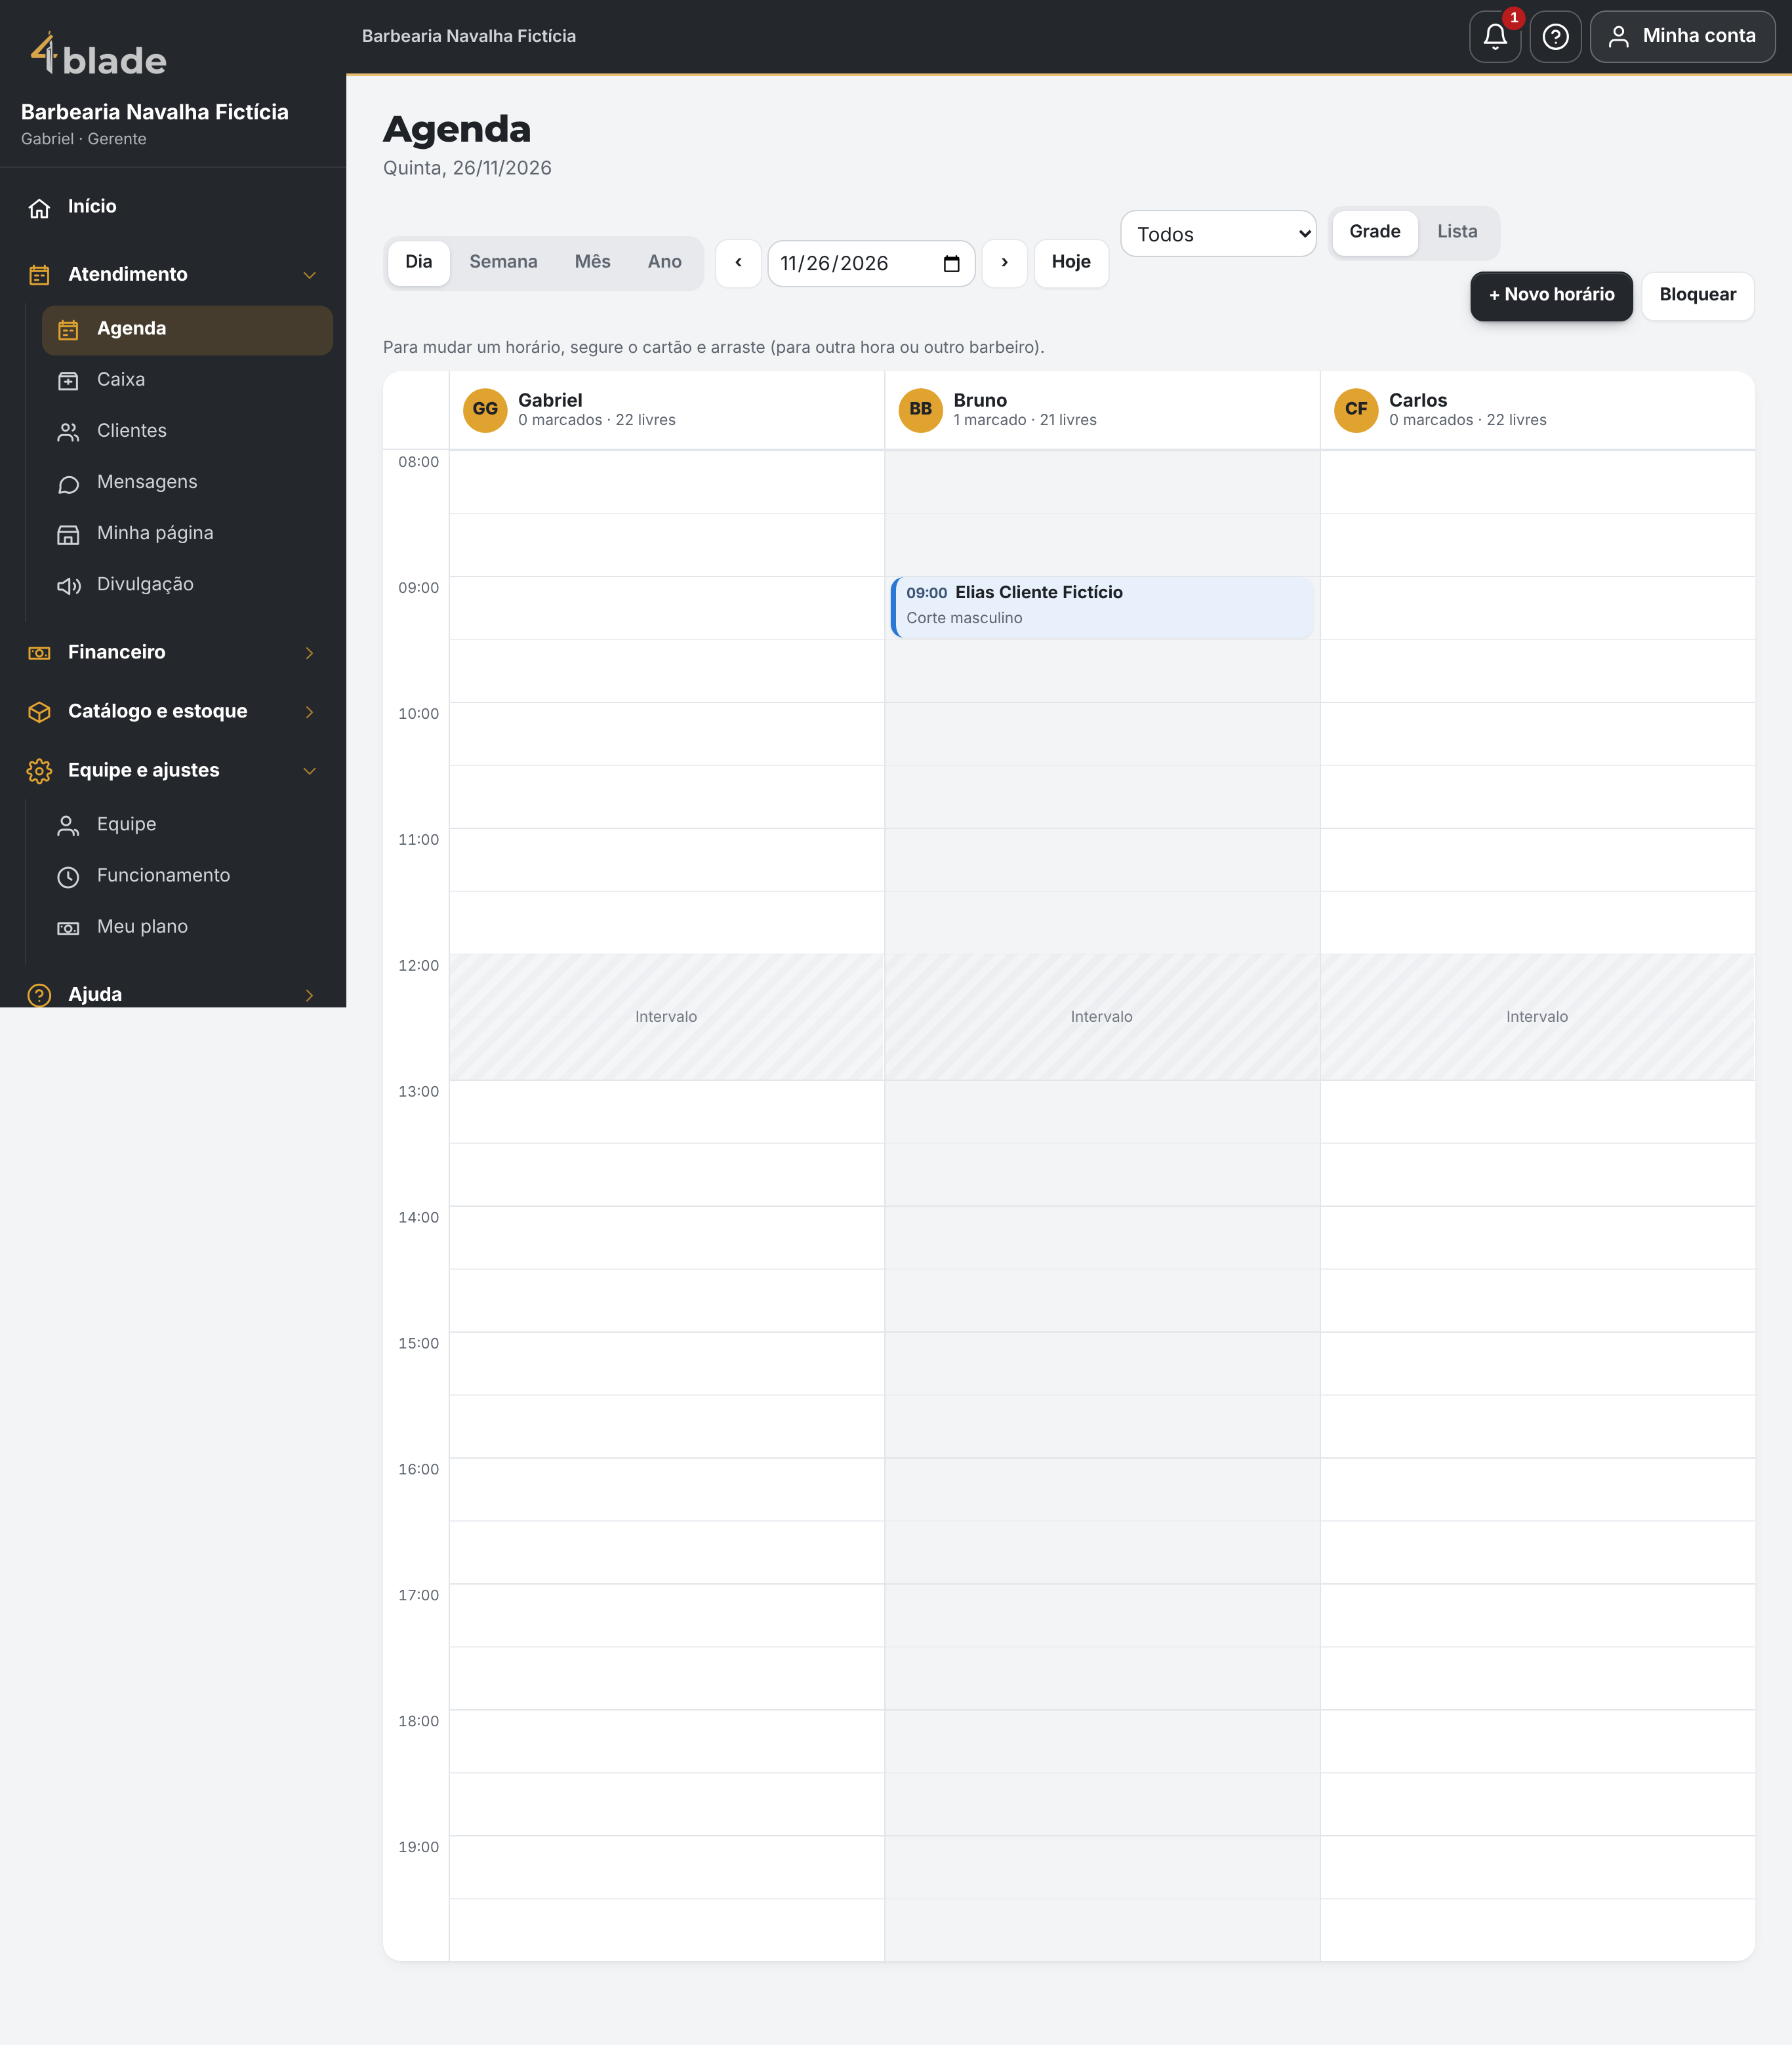 4blade
Barbearia Navalha Fictícia
Gabriel · Gerente
Início
Atendimento
Agenda
Caixa
Clientes
Mensagens
Minha página
Divulgação
Financeiro
Catálogo e estoque
Equipe e ajustes
Equipe
Funcionamento
Meu plano
Ajuda
Barbearia Navalha Fictícia
1
Minha conta
Agenda
Quinta, 26/11/2026
Dia Semana Mês Ano ‹ 11/26/2026 › Hoje Todos Grade Lista
+ Novo horário Bloquear
Para mudar um horário, segure o cartão e arraste (para outra hora ou outro barbeiro).
GG Gabriel
0 marcados · 22 livres
BB Bruno
1 marcado · 21 livres
CF Carlos
0 marcados · 22 livres
08:00
09:00
09:00 Elias Cliente Fictício
Corte masculino
10:00
11:00
12:00
Intervalo Intervalo Intervalo
13:00
14:00
15:00
16:00
17:00
18:00
19:00